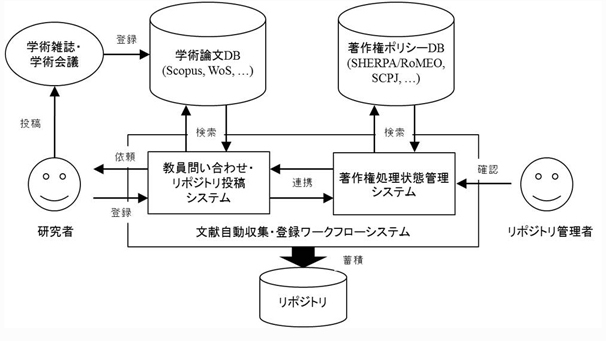 学術雑誌・
学術会議
登録
学術論文DB
(Scopus, WoS, …)
著作権ポリシーDB
(SHERPA/RoMEO,
SCPJ, …)
投稿
検索
検索
依頼
教員問い合わせ・
リポジトリ投稿
システム
連携
著作権処理状態管理
システム
確認
登録
研究者
文献自動収集・登録ワークフローシステム
リポジトリ管理者
蓄積
リポジトリ